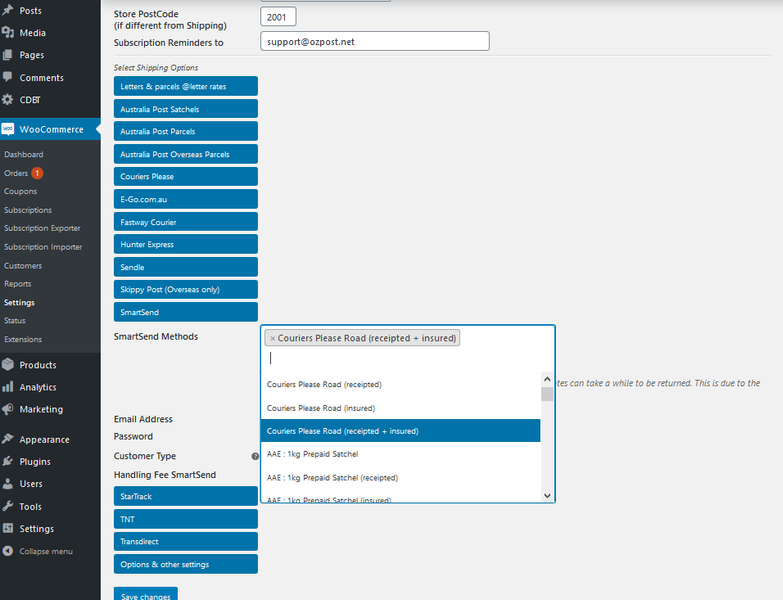 Posts
Media
Pages
Comments
CDBT
WOO WooCommerce
Dashboard
Orders 1
Coupons
Subscriptions
Subscription Exporter
Subscription Importer
Customers
Reports
Settings
Status
Extensions
Products
Analytics
Marketing
Appearance
Plugins
Users
Tools
Settings
Collapse menu
Store PostCode
(if different from Shipping)
2001
Subscription Reminders to
support@ozpost.net
Select Shipping Options
Letters & parcels @letter rates
Australia Post Satchels
Australia Post Parcels
Australia Post Overseas Parcels
Couriers Please
E-Go.com.au
Fastway Courier
Hunter Express
Sendle
Skippy Post (Overseas only)
SmartSend
SmartSend Methods
× Couriers Please Road (receipted + insured)
Couriers Please Road (receipted)
Couriers Please Road (insured)
Couriers Please Road (receipted + insured)
AAE : 1kg Prepaid Satchel
AAE : 1kg Prepaid Satchel (receipted)
AAE : 1kg Prepaid Satchel (insured)
can take a while to be returned. This is due to the
Email Address
Password
Customer Type ?
Handling Fee SmartSend
StarTrack
TNT
Transdirect
Options & other settings
Save changes